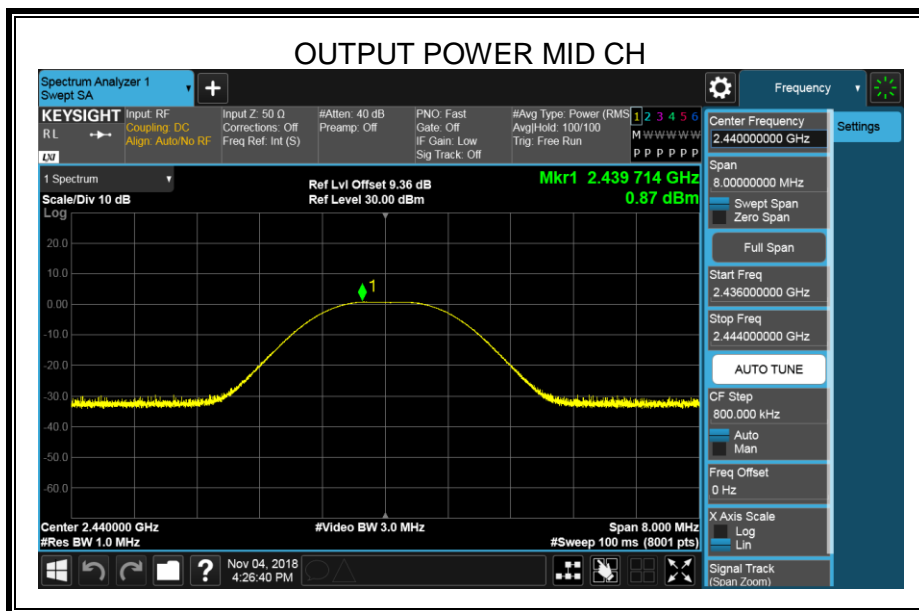 OUTPUT POWER MID CH
Spectrum Analyzer 1
Swept SA
+
Frequency
KEYSIGHT
RL
LXI
Input: RF
Coupling: DC
Align: Auto/No RF
Input Z: 50 Ω
Corrections: Off
Freq Ref: Int (S)
#Atten: 40 dB
Preamp: Off
PNO: Fast
Gate: Off
IF Gain: Low
Sig Track: Off
#Avg Type: Power (RMS
Avg|Hold: 100/100
Trig: Free Run
1 2 3 4 5 6
M W W W W W
P P P P P P
1 Spectrum
Scale/Div 10 dB
Log
Ref Lvl Offset 9.36 dB
Ref Level 30.00 dBm
Mkr1 2.439 714 GHz
0.87 dBm
20.0
10.0
0.00
-10.0
-20.0
-30.0
-40.0
-50.0
-60.0
1
Center 2.440000 GHz
#Res BW 1.0 MHz
#Video BW 3.0 MHz
Span 8.000 MHz
#Sweep 100 ms (8001 pts)
?
Nov 04, 2018
4:26:40 PM
Center Frequency
2.440000000 GHz
Span
8.00000000 MHz
Swept Span
Zero Span
Full Span
Start Freq
2.436000000 GHz
Stop Freq
2.444000000 GHz
AUTO TUNE
CF Step
800.000 kHz
Auto
Man
Freq Offset
0 Hz
X Axis Scale
Log
Lin
Signal Track
(Span Zoom)
Settings